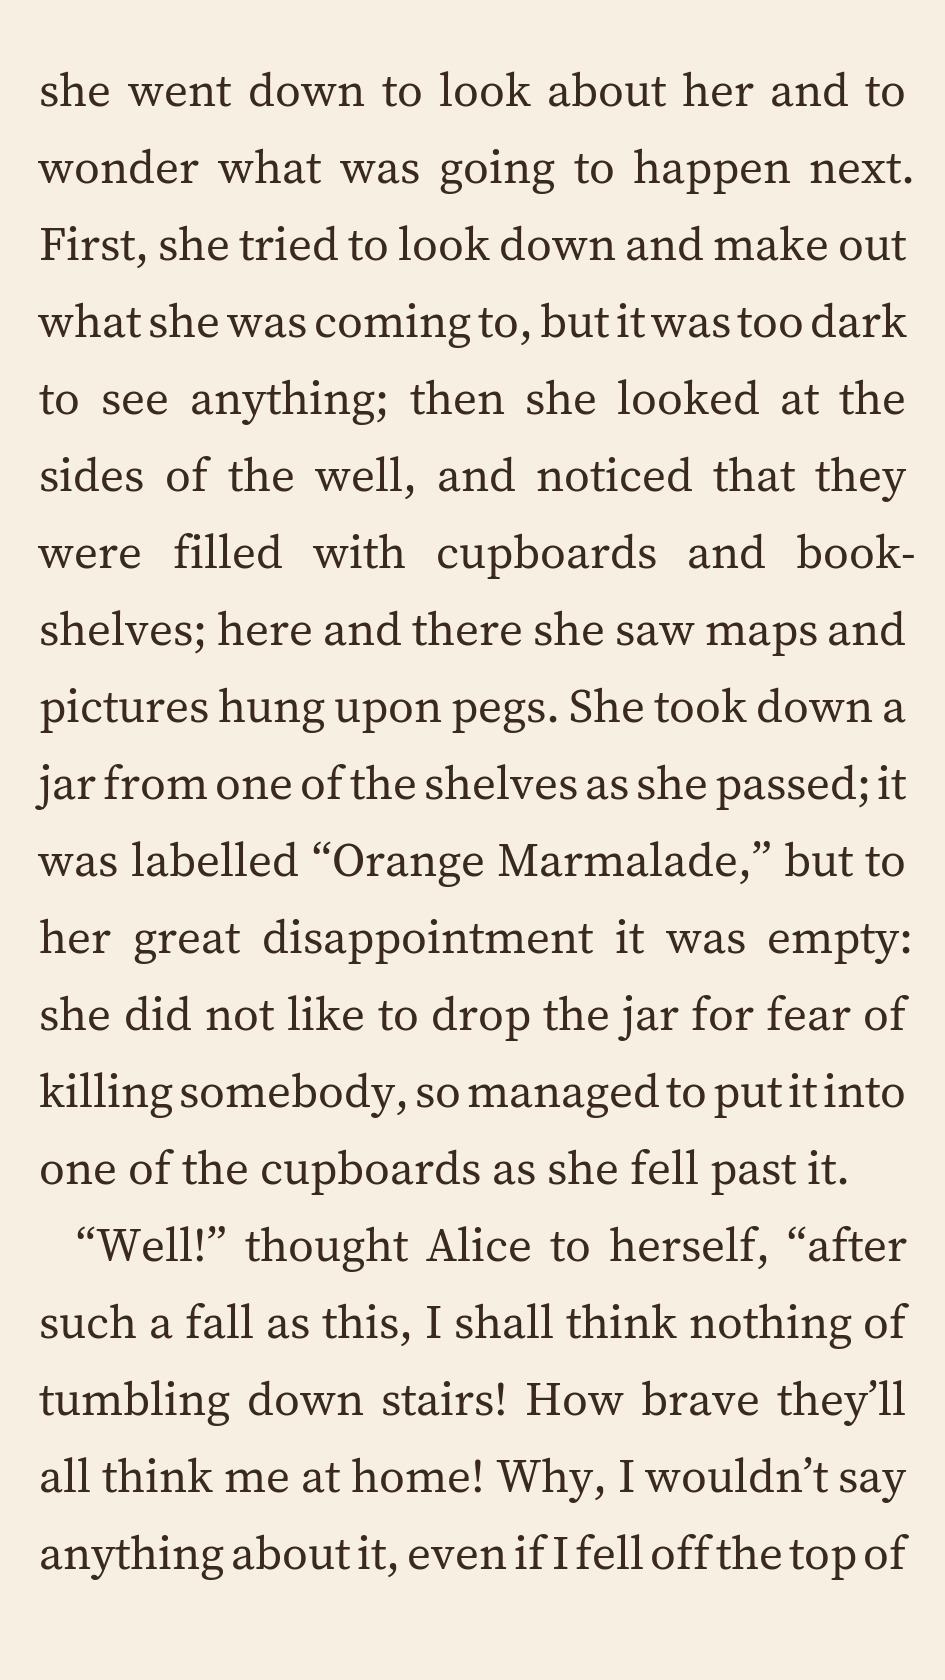 she went down to look about her and to
wonder what was going to happen next.
First, she tried to look down and make out
what she was coming to, but it was too dark
to see anything; then she looked at the
sides of the well, and noticed that they
were filled with cupboards and book-
shelves; here and there she saw maps and
pictures hung upon pegs. She took down a
jar from one of the shelves as she passed; it
was labelled “Orange Marmalade,” but to
her great disappointment it was empty:
she did not like to drop the jar for fear of
killing somebody, so managed to put it into
one of the cupboards as she fell past it.
“Well!” thought Alice to herself, “after
such a fall as this, I shall think nothing of
tumbling down stairs! How brave they’ll
all think me at home! Why, I wouldn’t say
anything about it, even if I fell off the top of